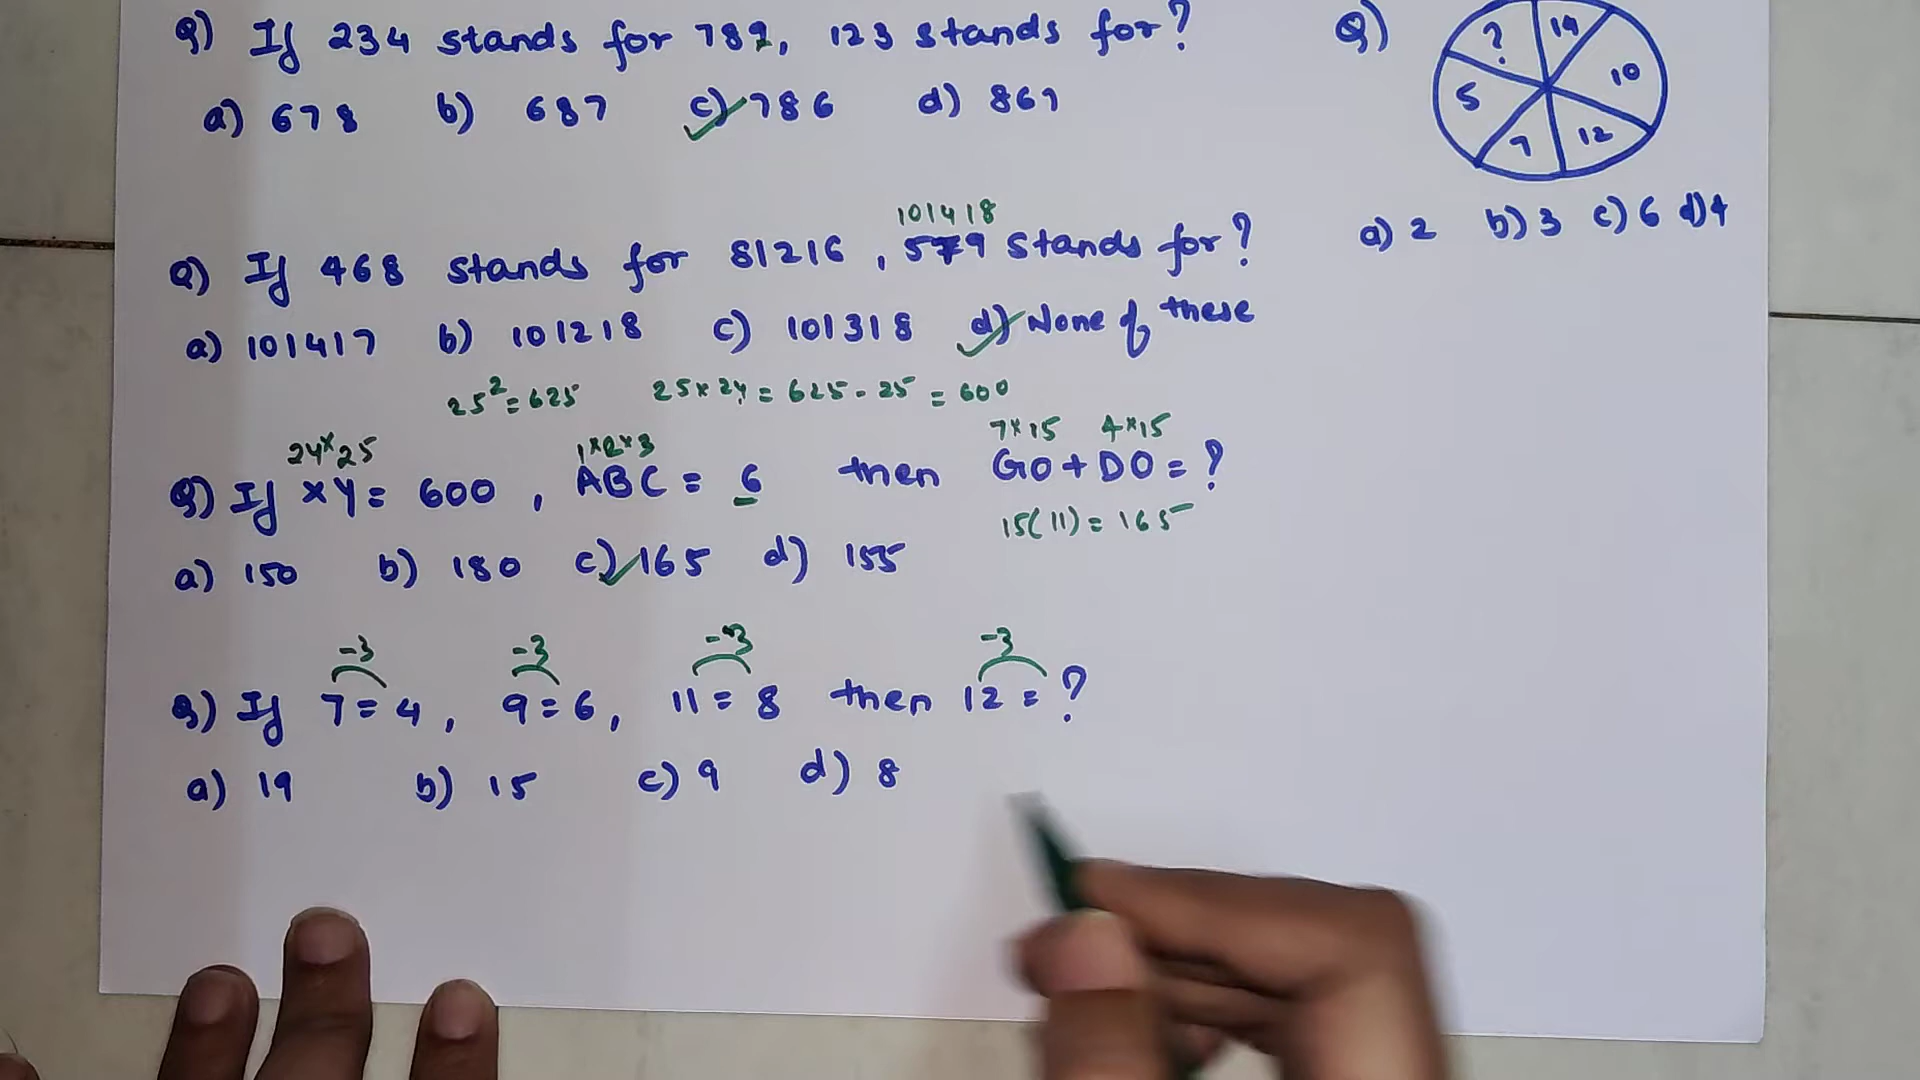 Q) If 234 stands for 789, 123 stands for?
a) 678 b) 687 c) 786 d) 861
101418
Q) If 468 stands for 81216, 579 stands for?
a) 101417 b) 101218 c) 101318 d) None of these
25²=625 25×24=625-25=600
24×25 1×2×3 7×15 4×15
Q) If XY=600, ABC=6 then GO+DO=?
15(11)=165
a) 150 b) 180 c) 165 d) 155
-3 -3 -3 -3
Q) If 7=4, 9=6, 11=8 then 12=?
a) 19 b) 15 c) 9 d) 8
Q)
? 14
5 10
7 12
a) 2 b) 3 c) 6 d) 4